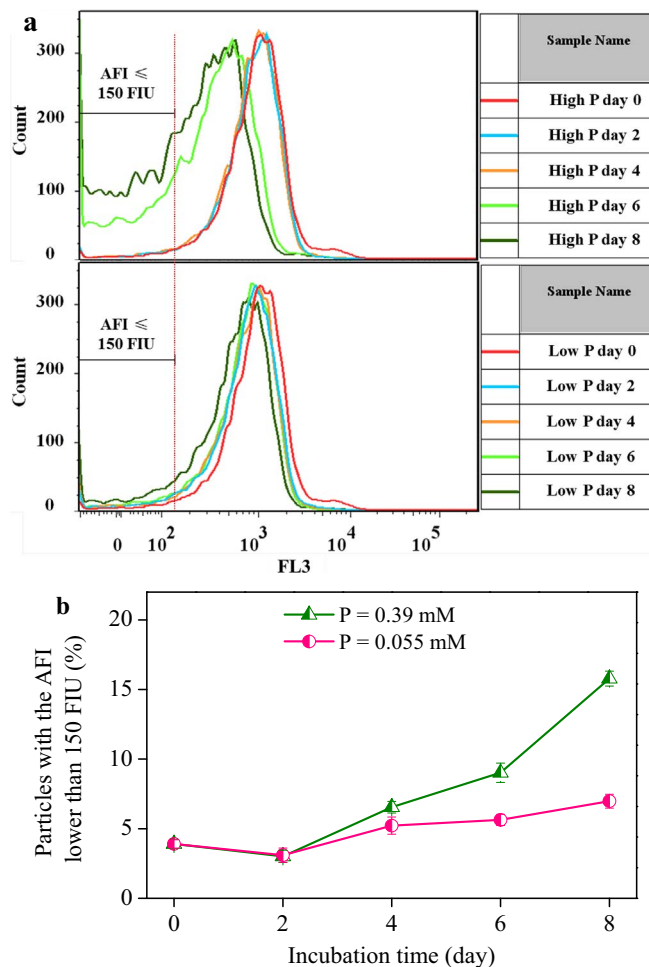 a
300
200
100
0
Count
AFI ≤
150 FIU
Sample Name
High P day 0
High P day 2
High P day 4
High P day 6
High P day 8
300
200
100
0
Count
AFI ≤
150 FIU
Sample Name
Low P day 0
Low P day 2
Low P day 4
Low P day 6
Low P day 8
0 10² 10³ 10⁴ 10⁵
FL3
b
20
15
10
5
0
Particles with the AFI
lower than 150 FIU (%)
P = 0.39 mM
P = 0.055 mM
0 2 4 6 8
Incubation time (day)